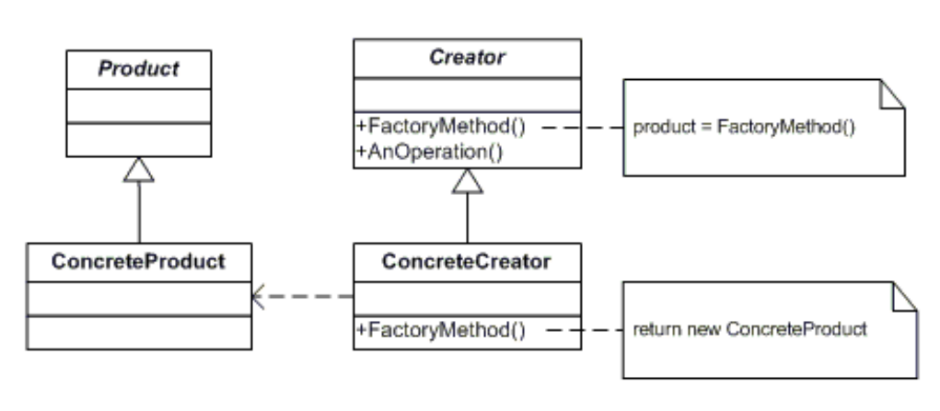 Product
Creator
+FactoryMethod()
+AnOperation()
product = FactoryMethod()
ConcreteProduct
ConcreteCreator
+FactoryMethod()
return new ConcreteProduct